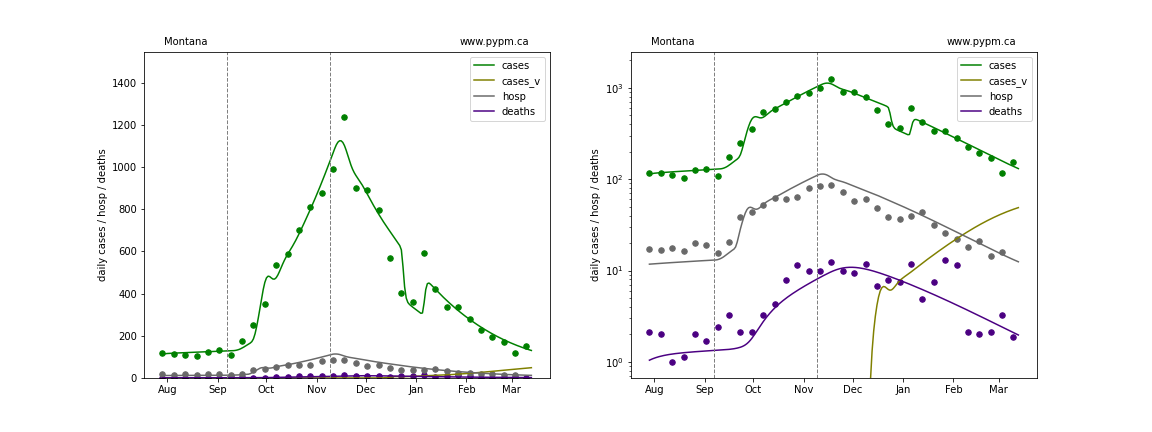 Montana www.pypm.ca
cases
cases_v
hosp
deaths
daily cases / hosp / deaths
1400
1200
1000
800
600
400
200
0
Aug Sep Oct Nov Dec Jan Feb Mar
Montana www.pypm.ca
cases
cases_v
hosp
deaths
daily cases / hosp / deaths
10³
10²
10¹
10⁰
Aug Sep Oct Nov Dec Jan Feb Mar